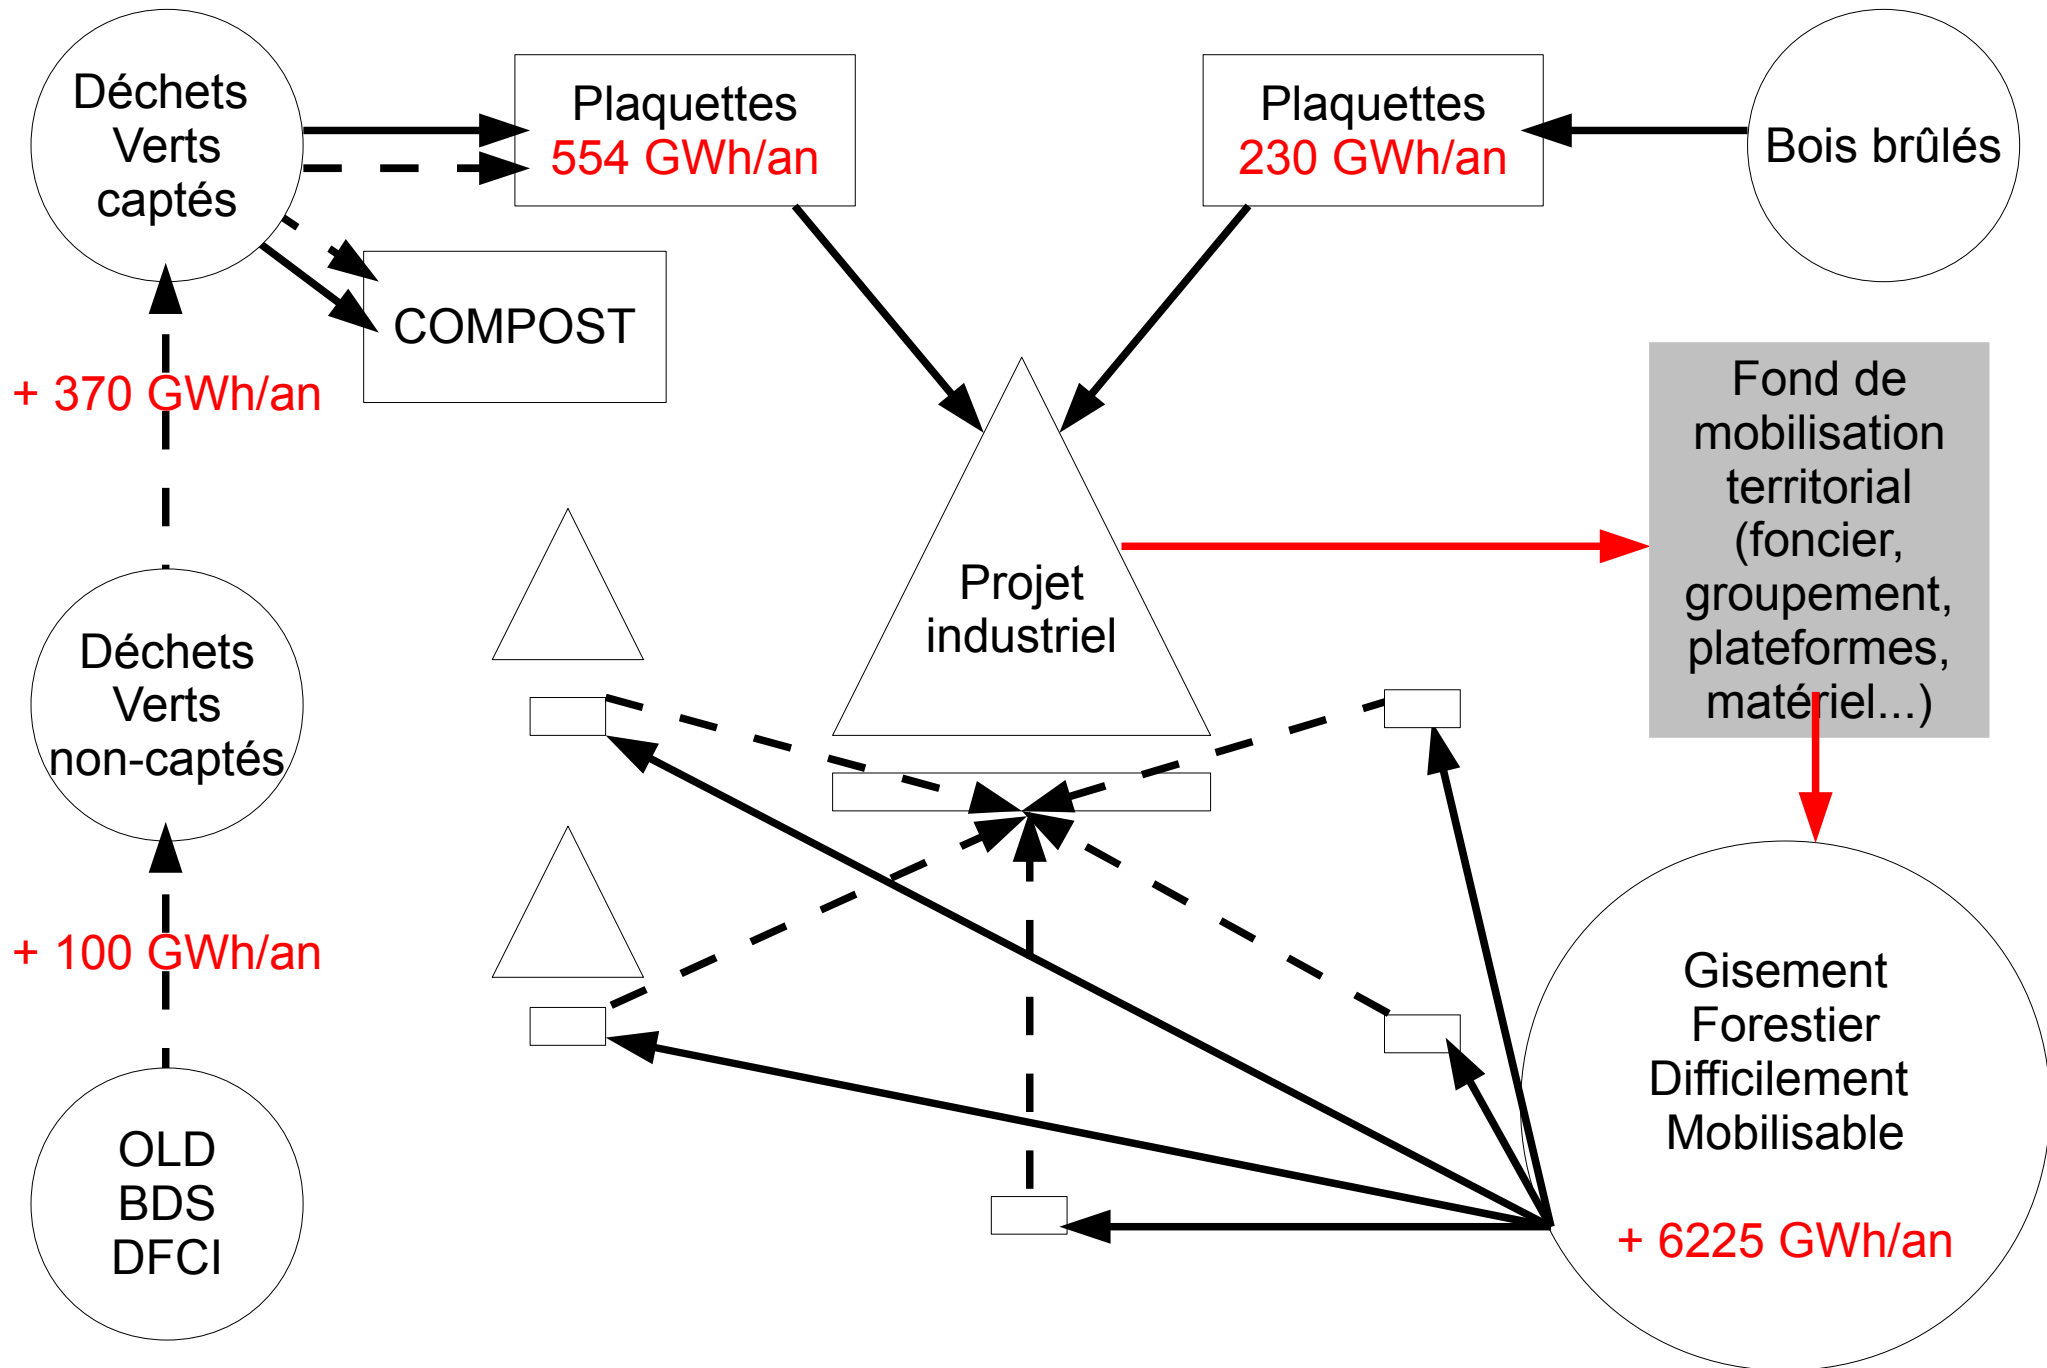 Déchets
Verts
captés
Plaquettes
554 GWh/an
Plaquettes
230 GWh/an
Bois brûlés
COMPOST
+ 370 GWh/an
Fond de
mobilisation
territorial
(foncier,
groupement,
plateformes,
matériel...)
Projet
industriel
Déchets
Verts
non-captés
+ 100 GWh/an
OLD
BDS
DFCI
Gisement
Forestier
Difficilement
Mobilisable
+ 6225 GWh/an